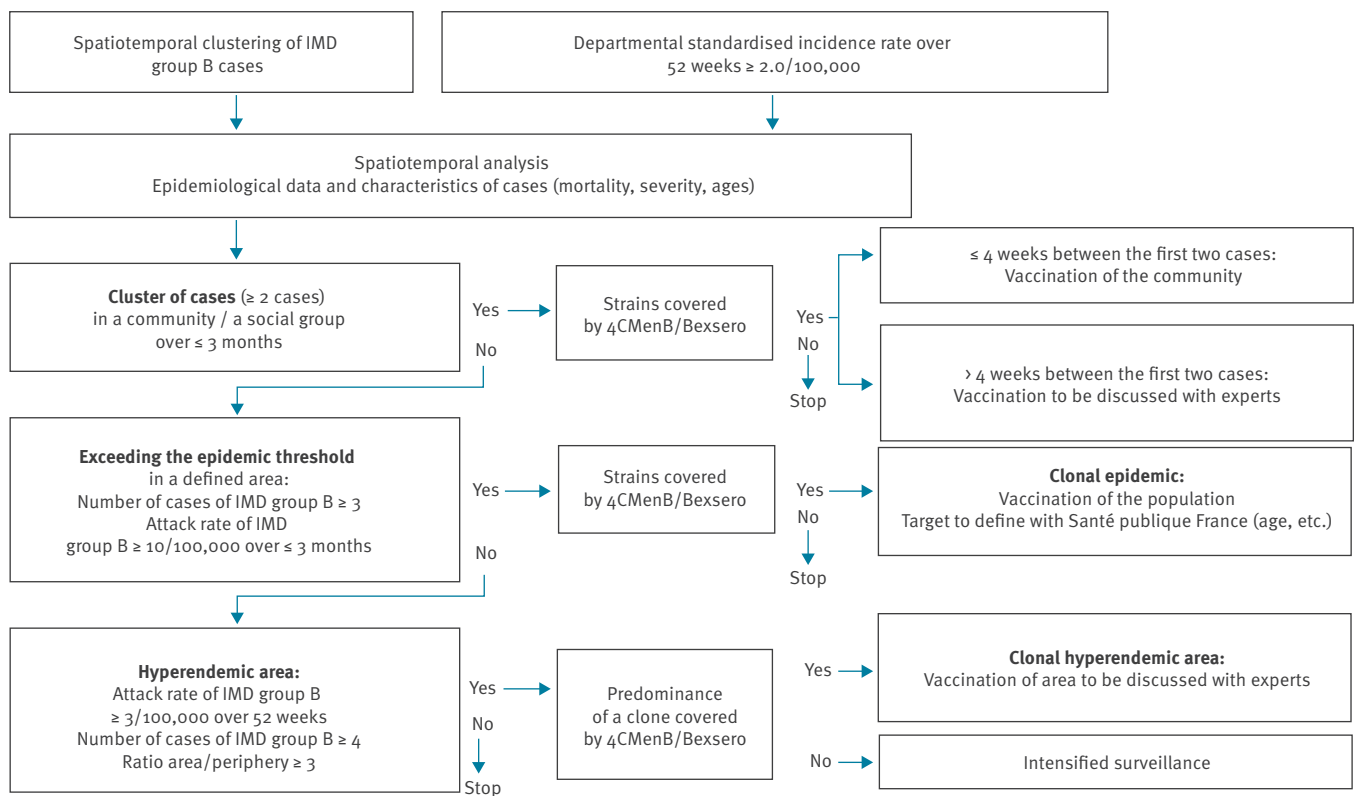 Spatiotemporal clustering of IMD
group B cases
Departmental standardised incidence rate over
52 weeks ≥ 2.0/100,000
Spatiotemporal analysis
Epidemiological data and characteristics of cases (mortality, severity, ages)
Cluster of cases (≥ 2 cases)
in a community / a social group
over ≤ 3 months
Yes
No
Strains covered
by 4CMenB/Bexsero
Yes
No
Stop
≤ 4 weeks between the first two cases:
Vaccination of the community
> 4 weeks between the first two cases:
Vaccination to be discussed with experts
Exceeding the epidemic threshold
in a defined area:
Number of cases of IMD group B ≥ 3
Attack rate of IMD
group B ≥ 10/100,000 over ≤ 3 months
Yes
No
Strains covered
by 4CMenB/Bexsero
Yes
No
Stop
Clonal epidemic:
Vaccination of the population
Target to define with Santé publique France (age, etc.)
Hyperendemic area:
Attack rate of IMD group B
≥ 3/100,000 over 52 weeks
Number of cases of IMD group B ≥ 4
Ratio area/periphery ≥ 3
Yes
No
Stop
Predominance
of a clone covered
by 4CMenB/Bexsero
Yes
Clonal hyperendemic area:
Vaccination of area to be discussed with experts
No
Intensified surveillance